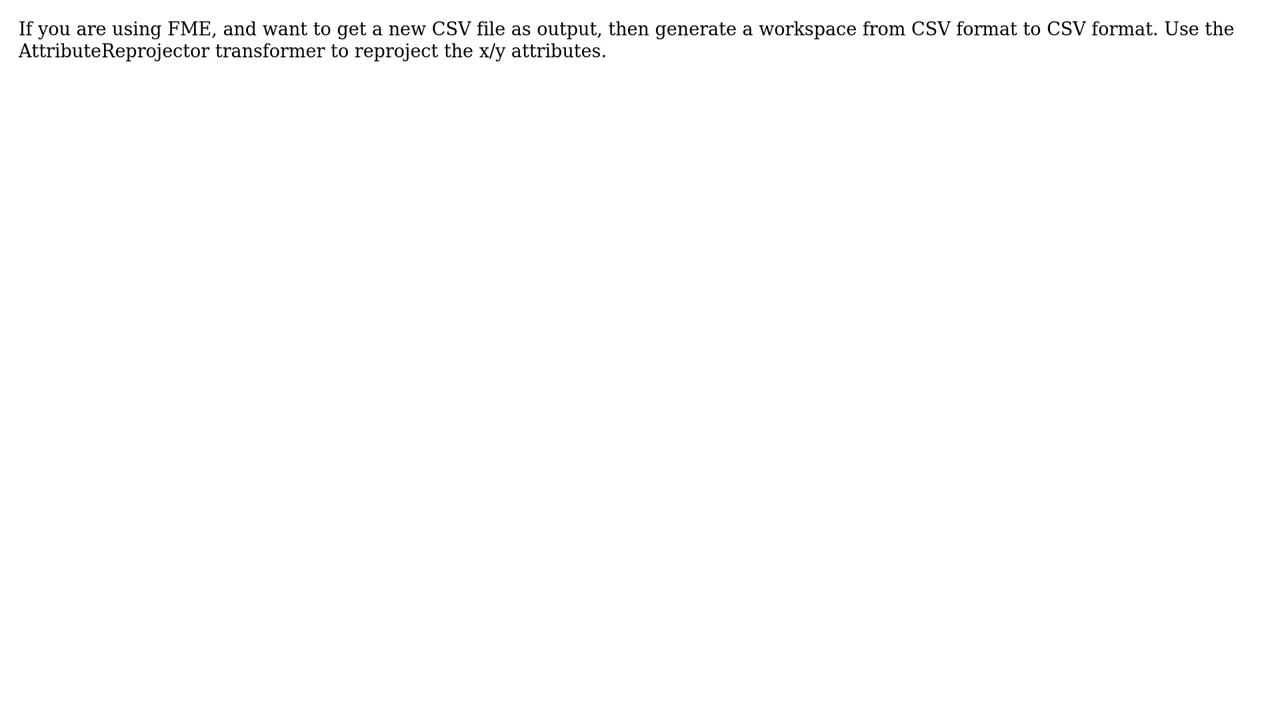 If you are using FME, and want to get a new CSV file as output, then generate a workspace from CSV format to CSV format. Use the
AttributeReprojector transformer to reproject the x/y attributes.